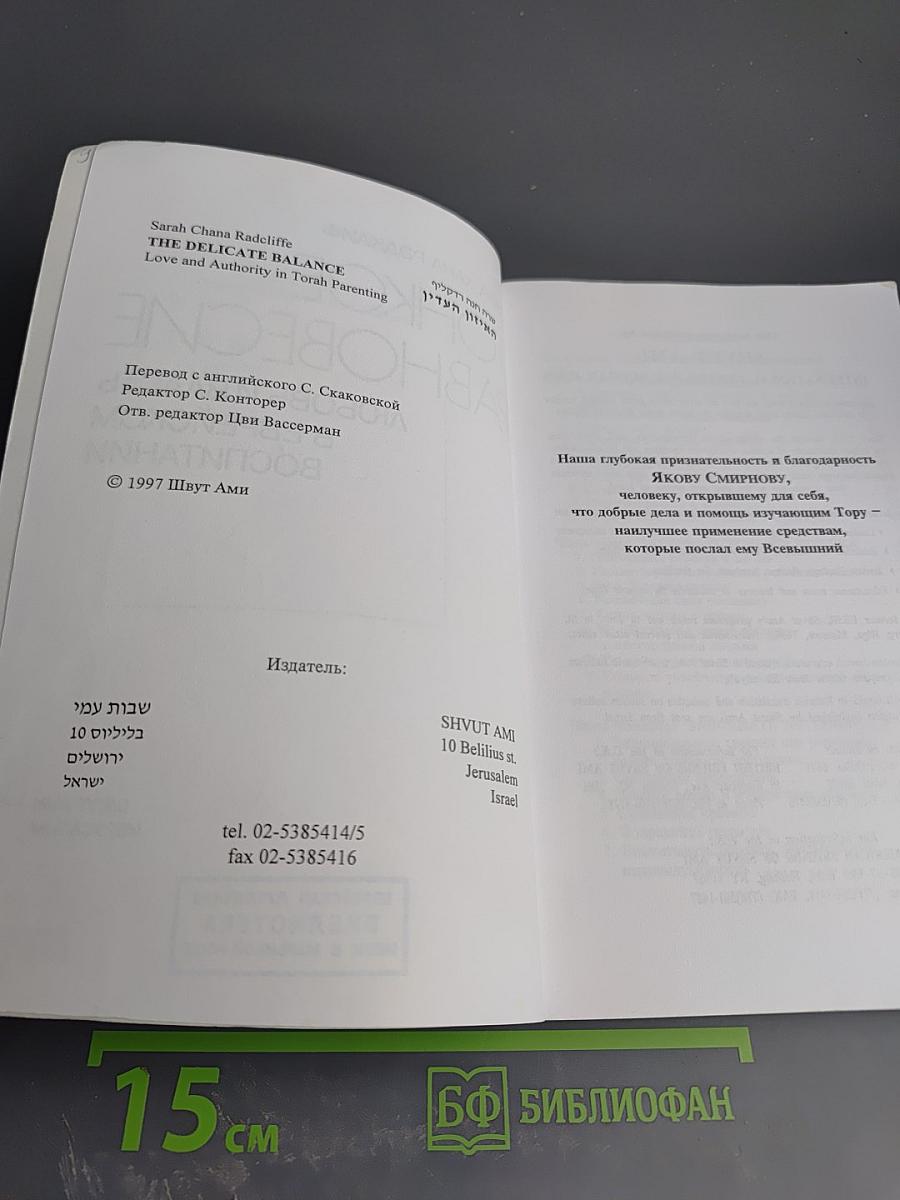 Sarah Chana Radcliffe
THE DELICATE BALANCE
Love and Authority in Torah Parenting
שרה חנה רדקליף
האיזון העדין
Перевод с английского С. Скаковской
Редактор С. Конторер
Отв. редактор Цви Вассерман
© 1997 Швут Ами
Издатель:
שבות עמי
בליליוס 10
ירושלים
ישראל
SHVUT AMI
10 Belilius st.
Jerusalem
Israel
tel. 02-5385414/5
fax 02-5385416
Наша глубокая признательность и благодарность
ЯКОВУ СМИРНОВУ,
человеку, открывшему для себя,
что добрые дела и помощь изучающим Тору –
наилучшее применение средствам,
которые послал ему Всевышний
15 см
БФ БИБЛИОФАН